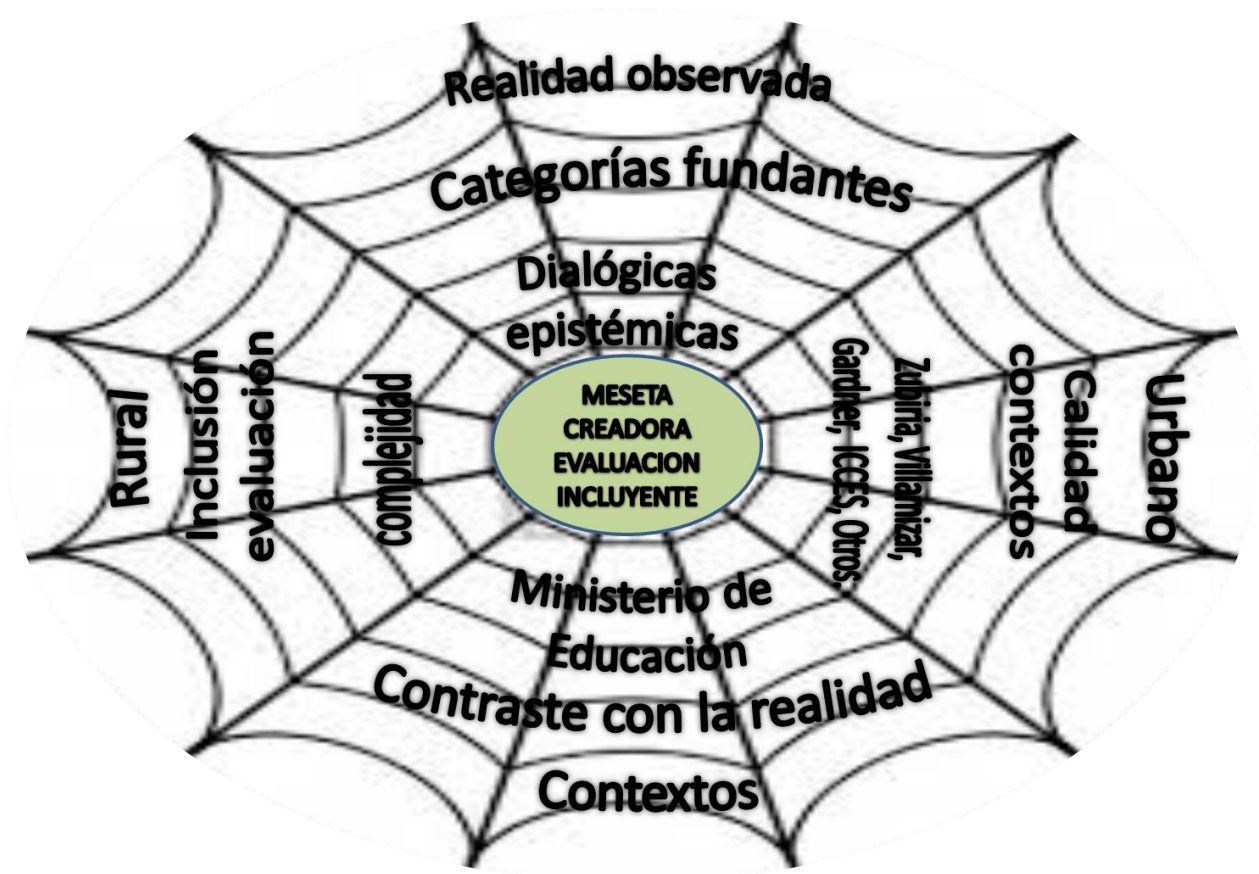 Realidad observada
Categorías fundantes
Dialógicas
epistémicas
Rural
Inclusión
evaluación
complejidad
MESETA
CREADORA
EVALUACION
INCLUYENTE
Zubiria, Villamizar,
Gardner, ICCES, Otros
contextos
Calidad
Urbano
Ministerio de
Educación
Contraste con la realidad
Contextos